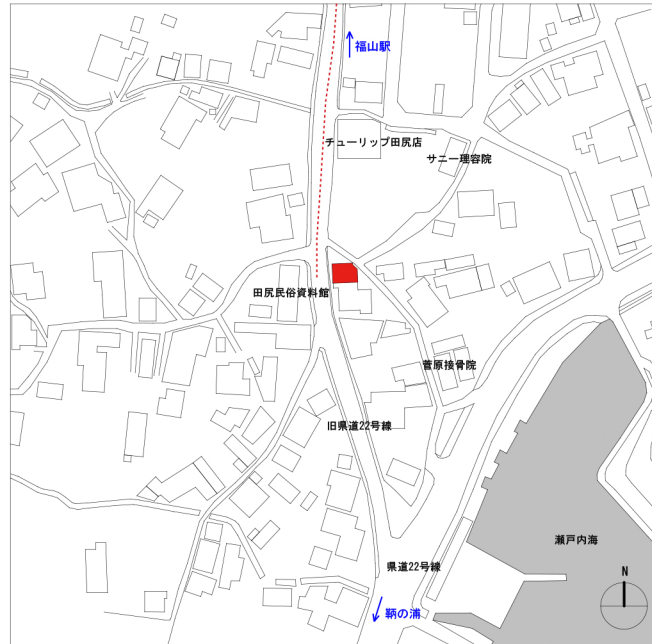 福山駅
チューリップ田尻店
サニー理容院
田尻民俗資料館
菅原接骨院
旧県道22号線
瀬戸内海
県道22号線
N
鞆の浦